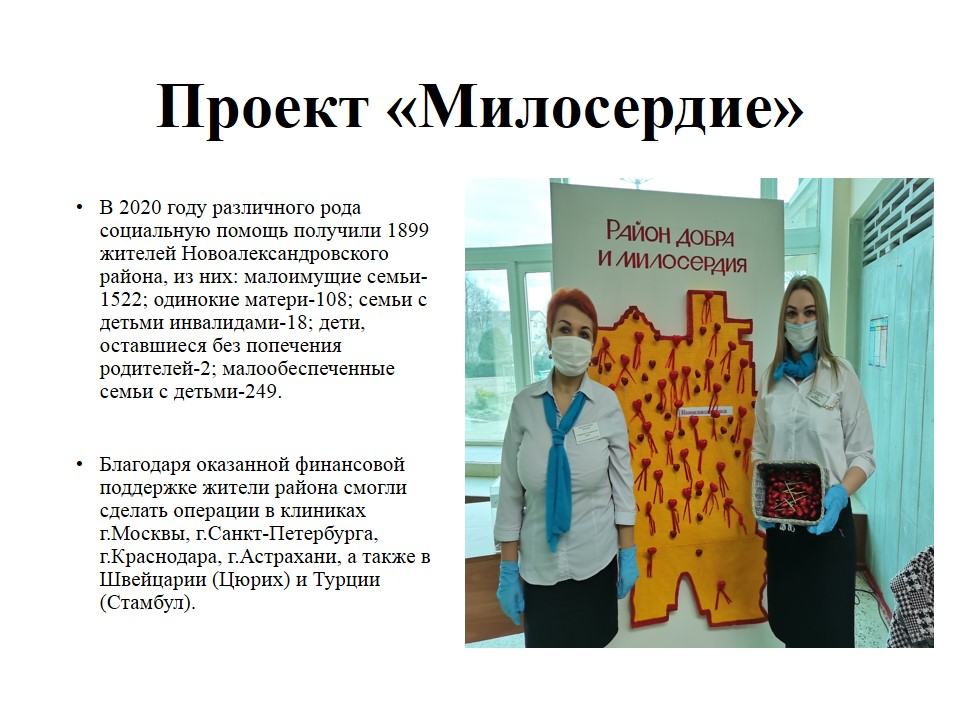 Проект «Милосердие»
• В 2020 году различного рода
социальную помощь получили 1899
жителей Новоалександровского
района, из них: малоимущие семьи-
1522; одинокие матери-108; семьи с
детьми инвалидами-18; дети,
оставшиеся без попечения
родителей-2; малообеспеченные
семьи с детьми-249.
• Благодаря оказанной финансовой
поддержке жители района смогли
сделать операции в клиниках
г.Москвы, г.Санкт-Петербурга,
г.Краснодара, г.Астрахани, а также в
Швейцарии (Цюрих) и Турции
(Стамбул).
РАЙОН ДОБРА
И МИЛОСЕРДИЯ